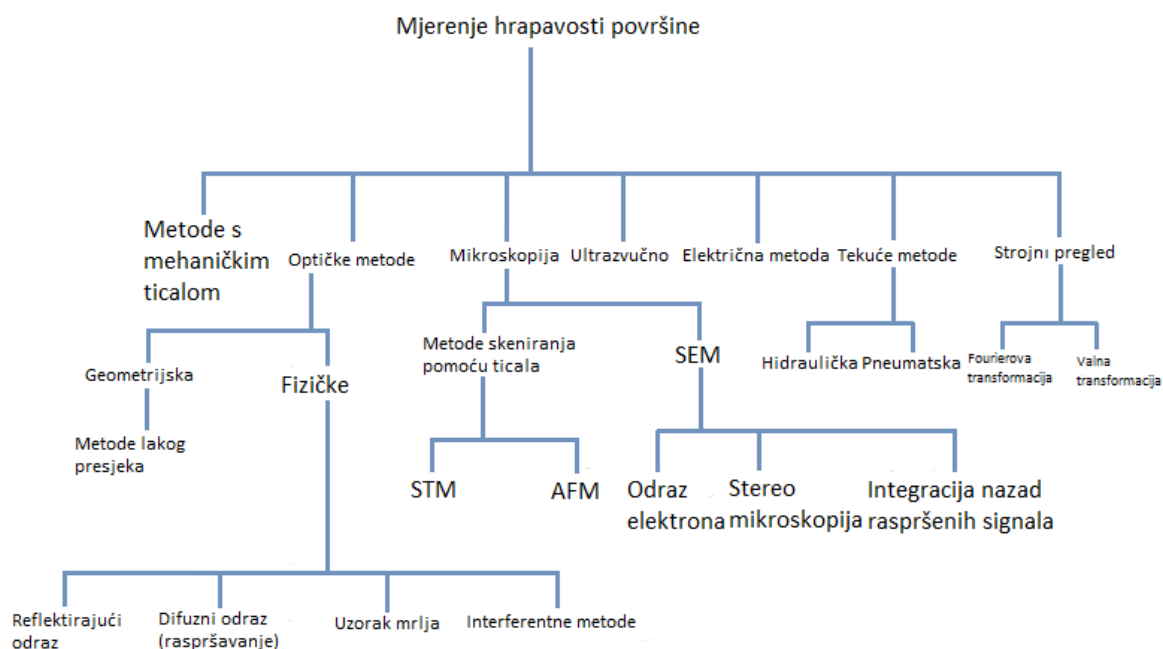 Mjerenje hrapavosti površine
Metode s
mehaničkim
ticalom
Optičke metode
Mikroskopija
Ultrazvučno
Električna metoda
Tekuće metode
Strojni pregled
Geometrijska
Fizičke
Metode skeniranja
pomoću ticala
SEM
Hidraulička
Pneumatska
Fourierova
transformacija
Valna
transformacija
Metode lakog
presjeka
STM
AFM
Odraz
elektrona
Stereo
mikroskopija
Integracija nazad
raspršenih signala
Reflektirajući
odraz
Difuzni odraz
(raspršavanje)
Uzorak mrlja
Interferentne metode